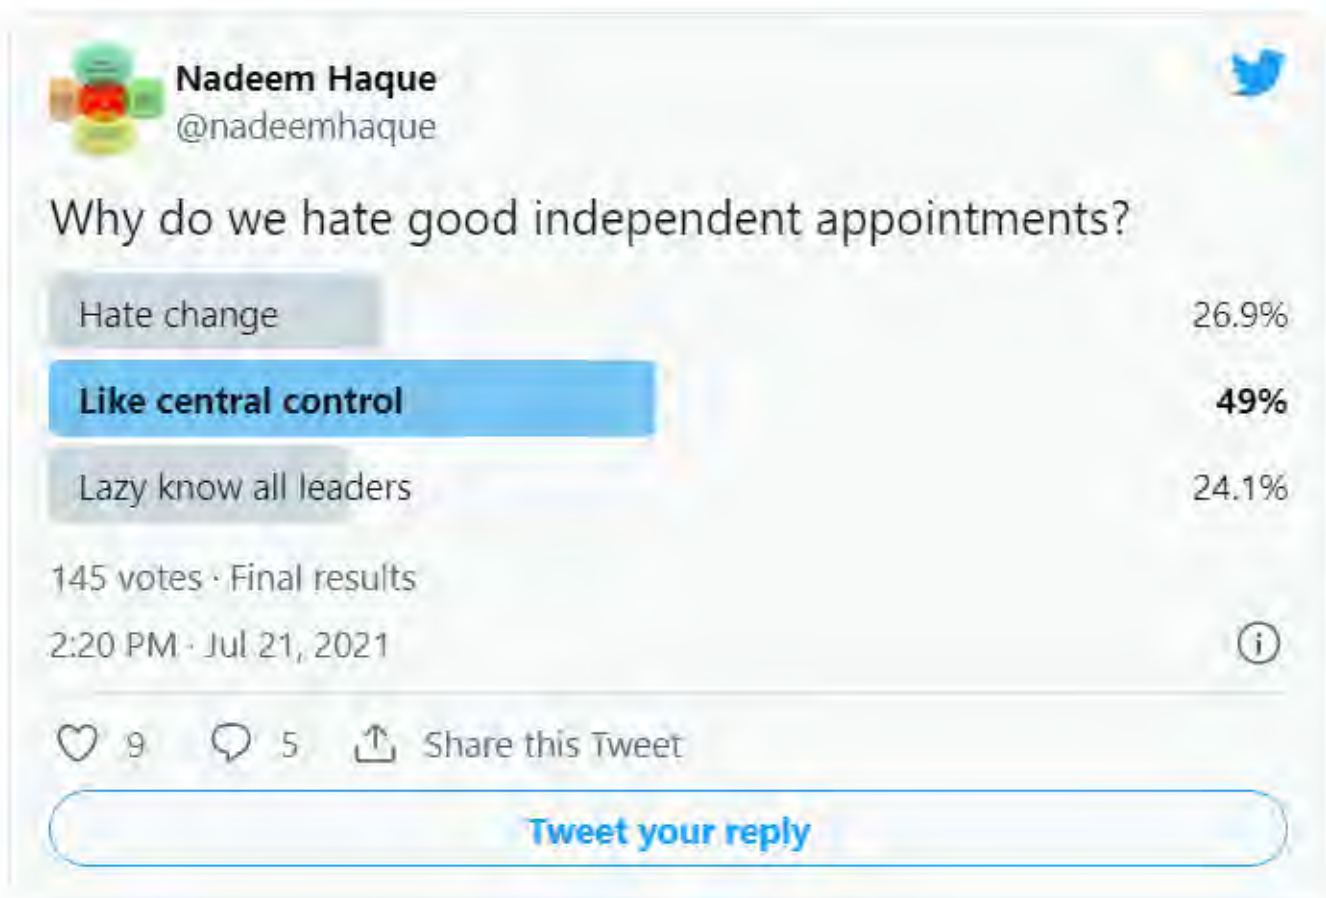 Nadeem Haque
@nadeemhaque
Why do we hate good independent appointments?
Hate change 26.9%
Like central control 49%
Lazy know all leaders 24.1%
145 votes · Final results
2:20 PM · Jul 21, 2021
9 5 Share this Tweet
Tweet your reply